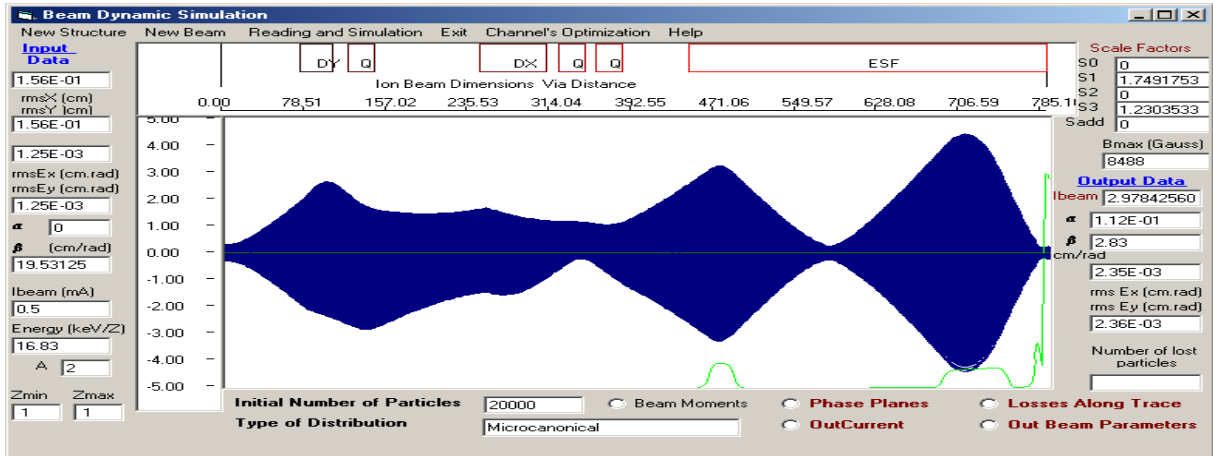 Beam Dynamic Simulation
New Structure New Beam Reading and Simulation Exit Channel's Optimization Help
Input Data
1.56E-01
rmsX (cm)
rmsY )cm)
1.56E-01
1.25E-03
rmsEx (cm.rad)
rmsEy (cm.rad)
1.25E-03
α 0
β (cm/rad)
19.53125
Ibeam (mA)
0.5
Energy (keV/Z)
16.83
A 2
Zmin Zmax
1 1
DY Q DX Q Q ESF
Ion Beam Dimensions Via Distance
0.00 78,51 157.02 235,53 314.04 392.55 471.06 549.57 628.08 706.59 785.1
5.00
4.00
3.00
2.00
1.00
0.00
-1.00
-2.00
-3.00
-4.00
-5.00
Scale Factors
S0 0
S1 1.7491753
S2 0
S3 1.2303533
Sadd 0
Bmax (Gauss)
8488
Output Data
Ibeam 2.97842560
α 1.12E-01
β 2.83
cm/rad
2.35E-03
rms Ex (cm.rad)
rms Ey (cm.rad)
2.36E-03
Number of lost particles
Initial Number of Particles 20000 Beam Moments Phase Planes Losses Along Trace
Type of Distribution Microcanonical OutCurrent Out Beam Parameters